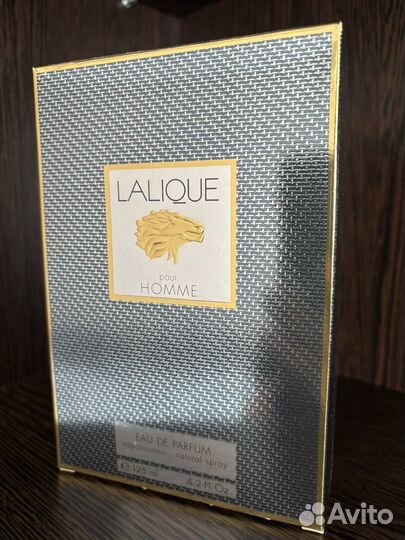 LALIQUE
pour
HOMME
EAU DE PARFUM
vaporisateur - natural spray
e 125 ml 4.2 fl.Oz.
Avito